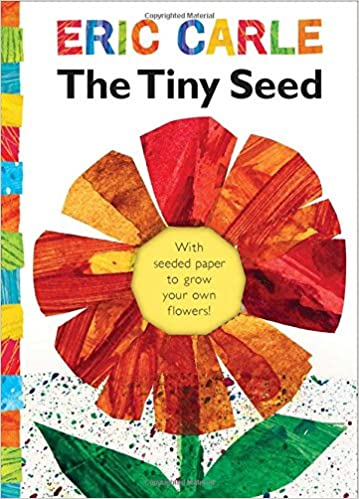 ERIC CARLE
The Tiny Seed
With
seeded paper
to grow
your own
flowers!